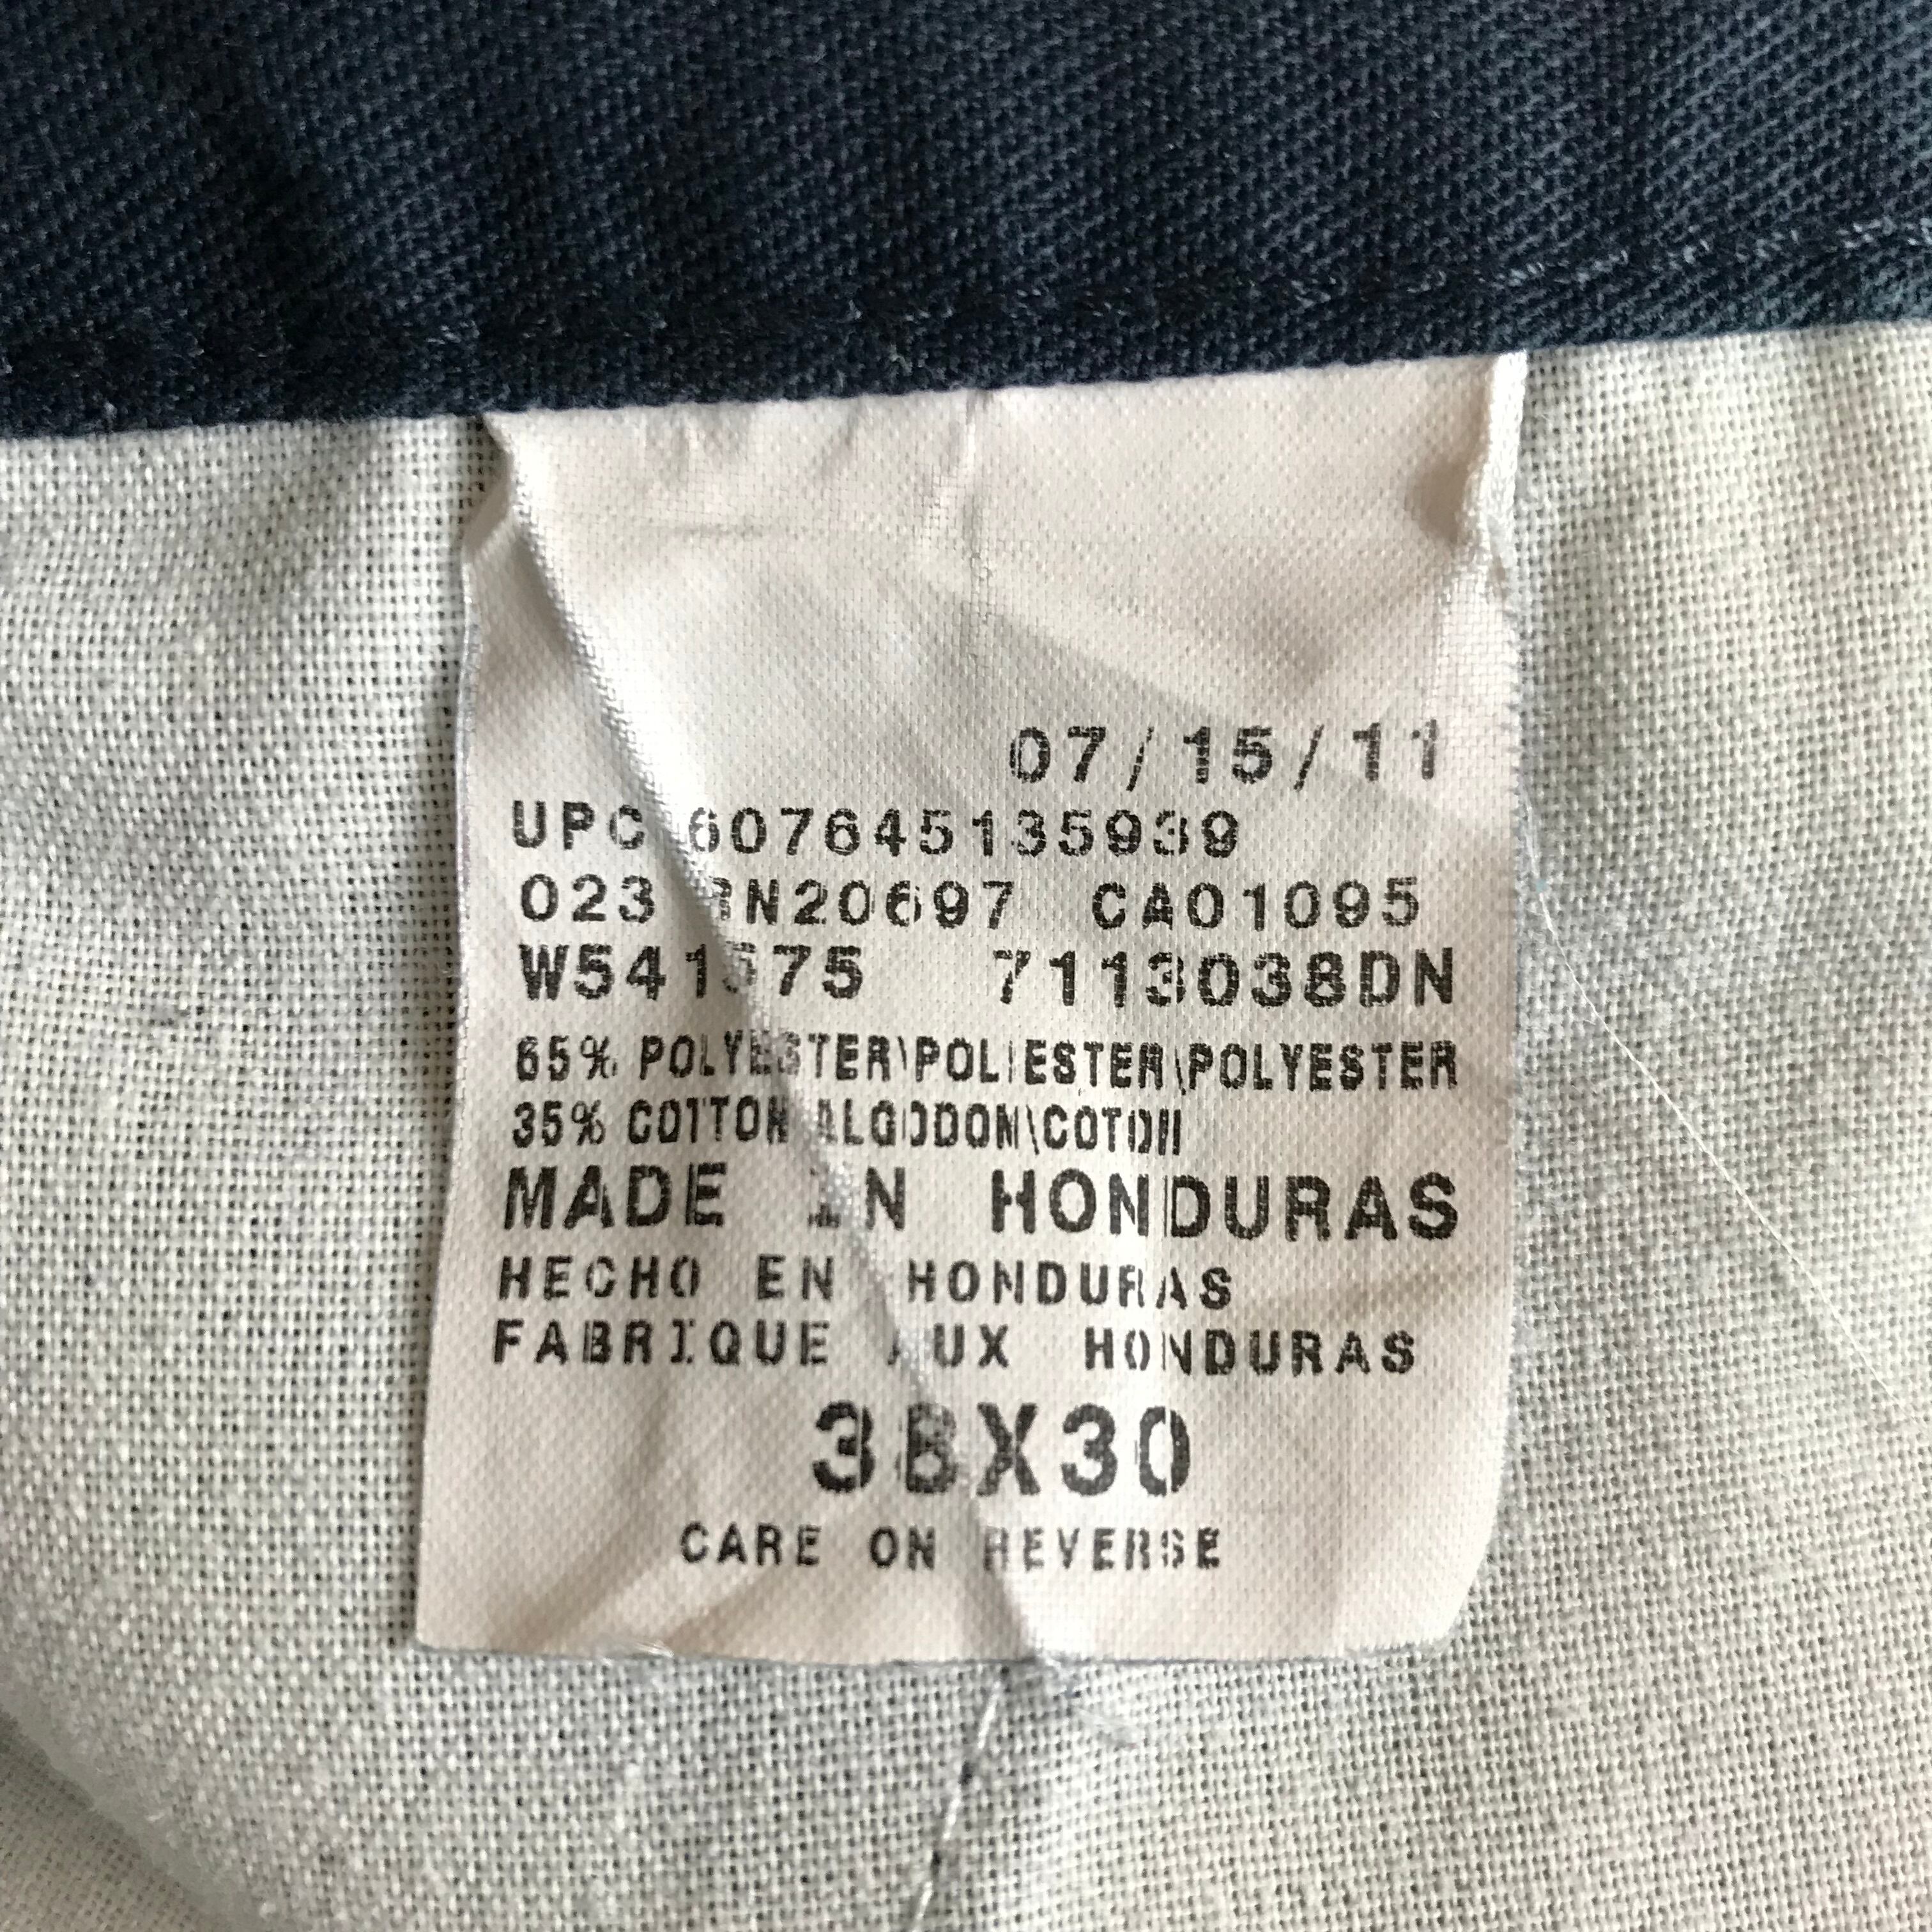 07/15/11
UPC 607645135939
023 RN20697 CA01095
W541575 7113038DN
65% POLYESTER\POLIESTER\POLYESTER
35% COTTON\ALGODON\COTON
MADE IN HONDURAS
HECHO EN HONDURAS
FABRIQUE AUX HONDURAS
38X30
CARE ON REVERSE